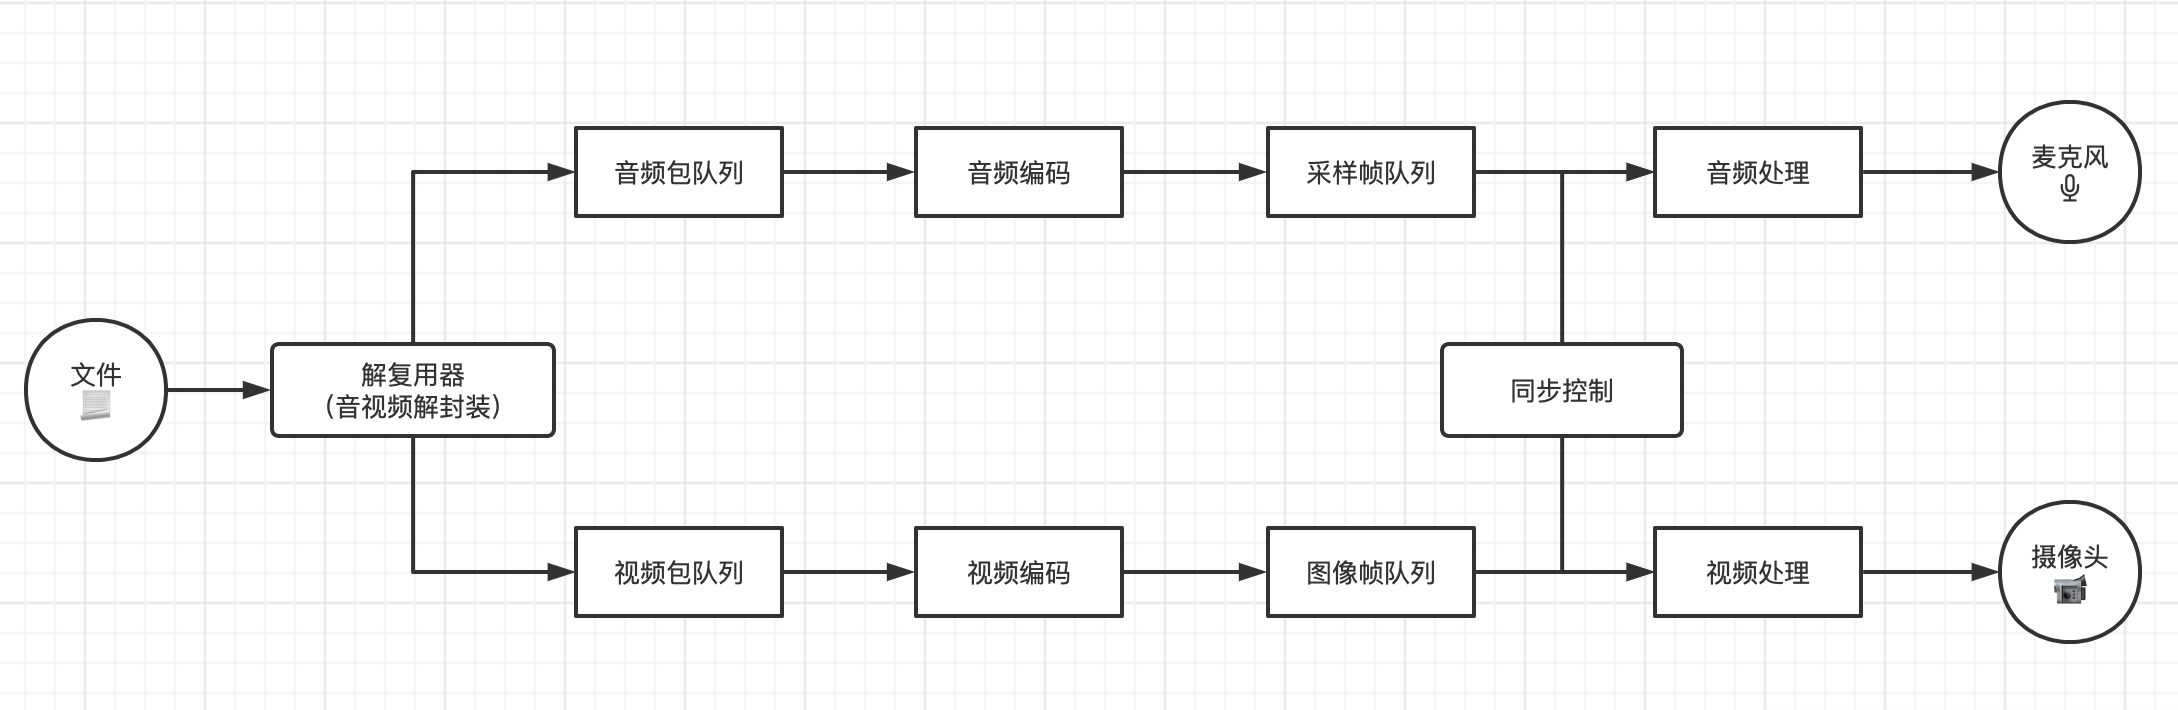 音频包队列
音频编码
采样帧队列
音频处理
麦克风
文件
解复用器
（音视频解封装）
同步控制
视频包队列
视频编码
图像帧队列
视频处理
摄像头